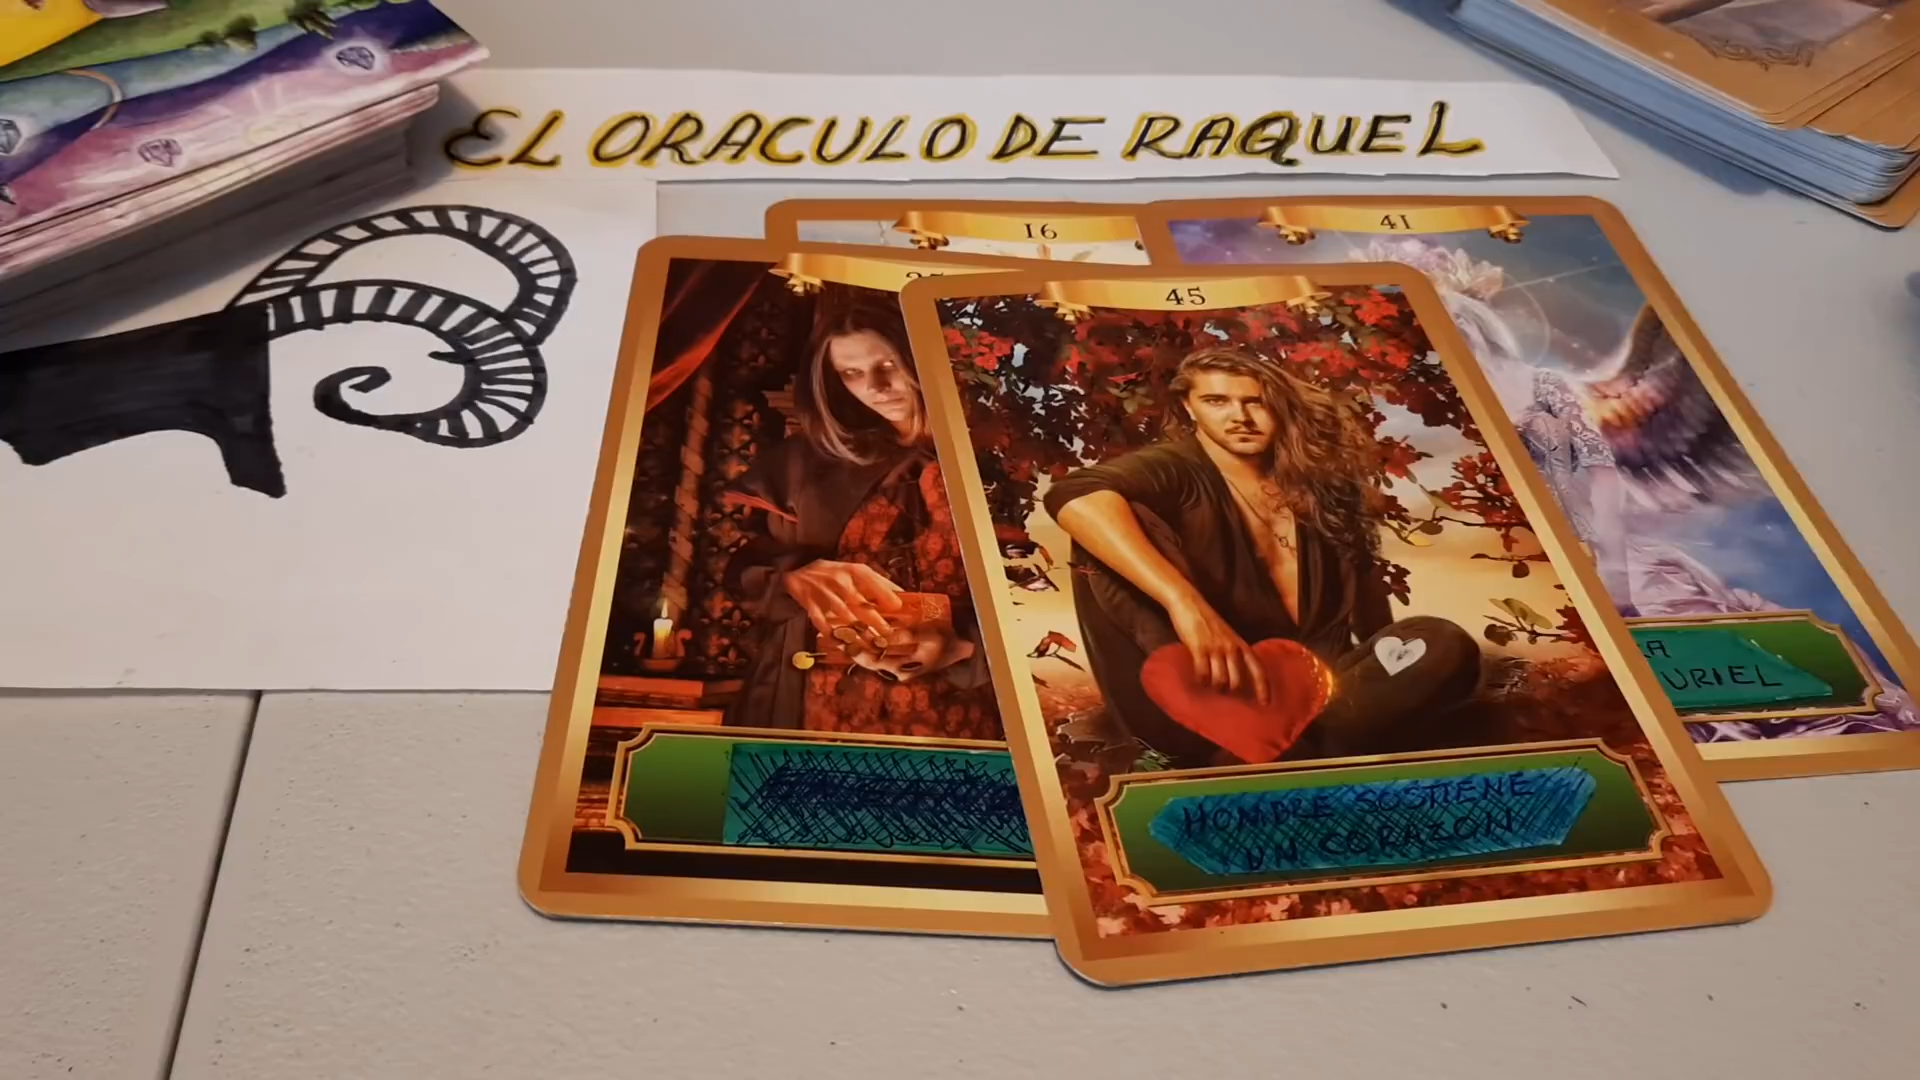 EL ORACULO DE RAQUEL
16
41
45
URIEL
HOMBRE SOSTIENE
UN CORAZON